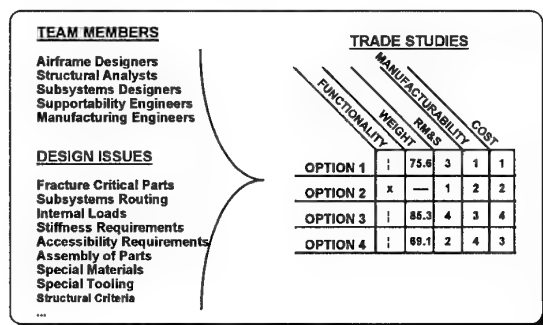 TEAM MEMBERS
Airframe Designers
Structural Analysts
Subsystems Designers
Supportability Engineers
Manufacturing Engineers
DESIGN ISSUES
Fracture Critical Parts
Subsystems Routing
Internal Loads
Stiffness Requirements
Accessibility Requirements
Assembly of Parts
Special Materials
Special Tooling
Structural Criteria
...
TRADE STUDIES
FUNCTIONALITY WEIGHT RM&S MANUFACTURABILITY COST
OPTION 1 ¦ 75.6 3 1 1
OPTION 2 x — 1 2 2
OPTION 3 ¦ 85.3 4 3 4
OPTION 4 ¦ 69.1 2 4 3